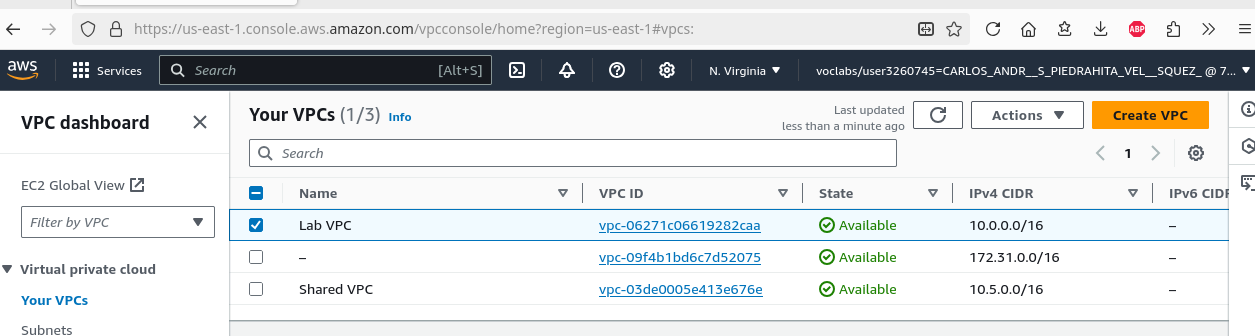 https://us-east-1.console.aws.amazon.com/vpcconsole/home?region=us-east-1#vpcs:
ABP
aws
Services
Search
[Alt+S]
N. Virginia
voclabs/user3260745=CARLOS_ANDR__S_PIEDRAHITA_VEL__SQUEZ_ @ 7...
VPC dashboard
EC2 Global View
Filter by VPC
Virtual private cloud
Your VPCs
Subnets
Your VPCs (1/3) Info
Last updated
less than a minute ago
Actions
Create VPC
Search
1
Name VPC ID State IPv4 CIDR IPv6 CIDR
Lab VPC vpc-06271c06619282caa Available 10.0.0.0/16 –
– vpc-09f4b1bd6c7d52075 Available 172.31.0.0/16 –
Shared VPC vpc-03de0005e413e676e Available 10.5.0.0/16 –